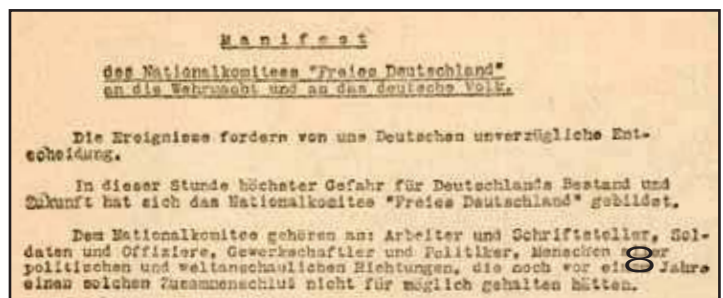 Manifest
des Nationalkomitees "Freies Deutschland"
an die Wehrmacht und an das deutsche Volk.
Die Ereignisse fordern von uns Deutschen unverzügliche Ent-
scheidung.
In dieser Stunde höchster Gefahr für Deutschlands Bestand und
Zukunft hat sich das Nationalkomitee "Freies Deutschland" gebildet.
Dem Nationalkomitee gehören an: Arbeiter und Schriftsteller, Sol-
daten und Offiziere, Gewerkschaftler und Politiker, Menschen
politischen und weltanschaulichen Richtungen, die noch vor Jahre
einen solchen Zusammenschluß nicht für möglich gehalten hätten.